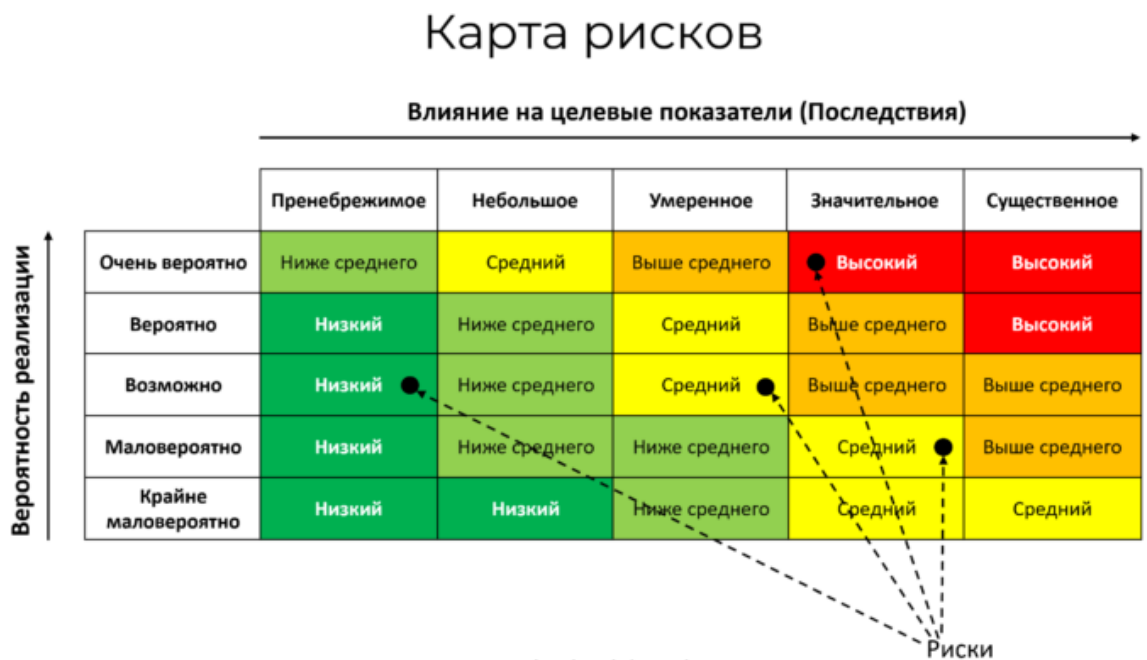 Карта рисков
Влияние на целевые показатели (Последствия)
Вероятность реализации
Пренебрежимое Небольшое Умеренное Значительное Существенное
Очень вероятно Ниже среднего Средний Выше среднего Высокий Высокий
Вероятно Низкий Ниже среднего Средний Выше среднего Высокий
Возможно Низкий Ниже среднего Средний Выше среднего Выше среднего
Маловероятно Низкий Ниже среднего Ниже среднего Средний Выше среднего
Крайне
маловероятно Низкий Низкий Ниже среднего Средний Средний
Риски